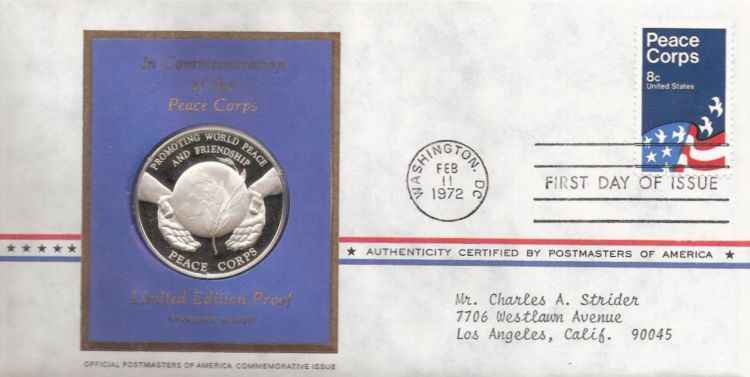 In Commemoration
of the
Peace Corps
PROMOTING WORLD PEACE
AND FRIENDSHIP
PEACE CORPS
Limited Edition Proof
OFFICIAL POSTMASTERS OF AMERICA COMMEMORATIVE ISSUE
Peace
Corps
8c
United States
WASHINGTON, DC
FEB
11
1972
FIRST DAY OF ISSUE
AUTHENTICITY CERTIFIED BY POSTMASTERS OF AMERICA
Mr. Charles A. Strider
7706 Westlawn Avenue
Los Angeles, Calif. 90045